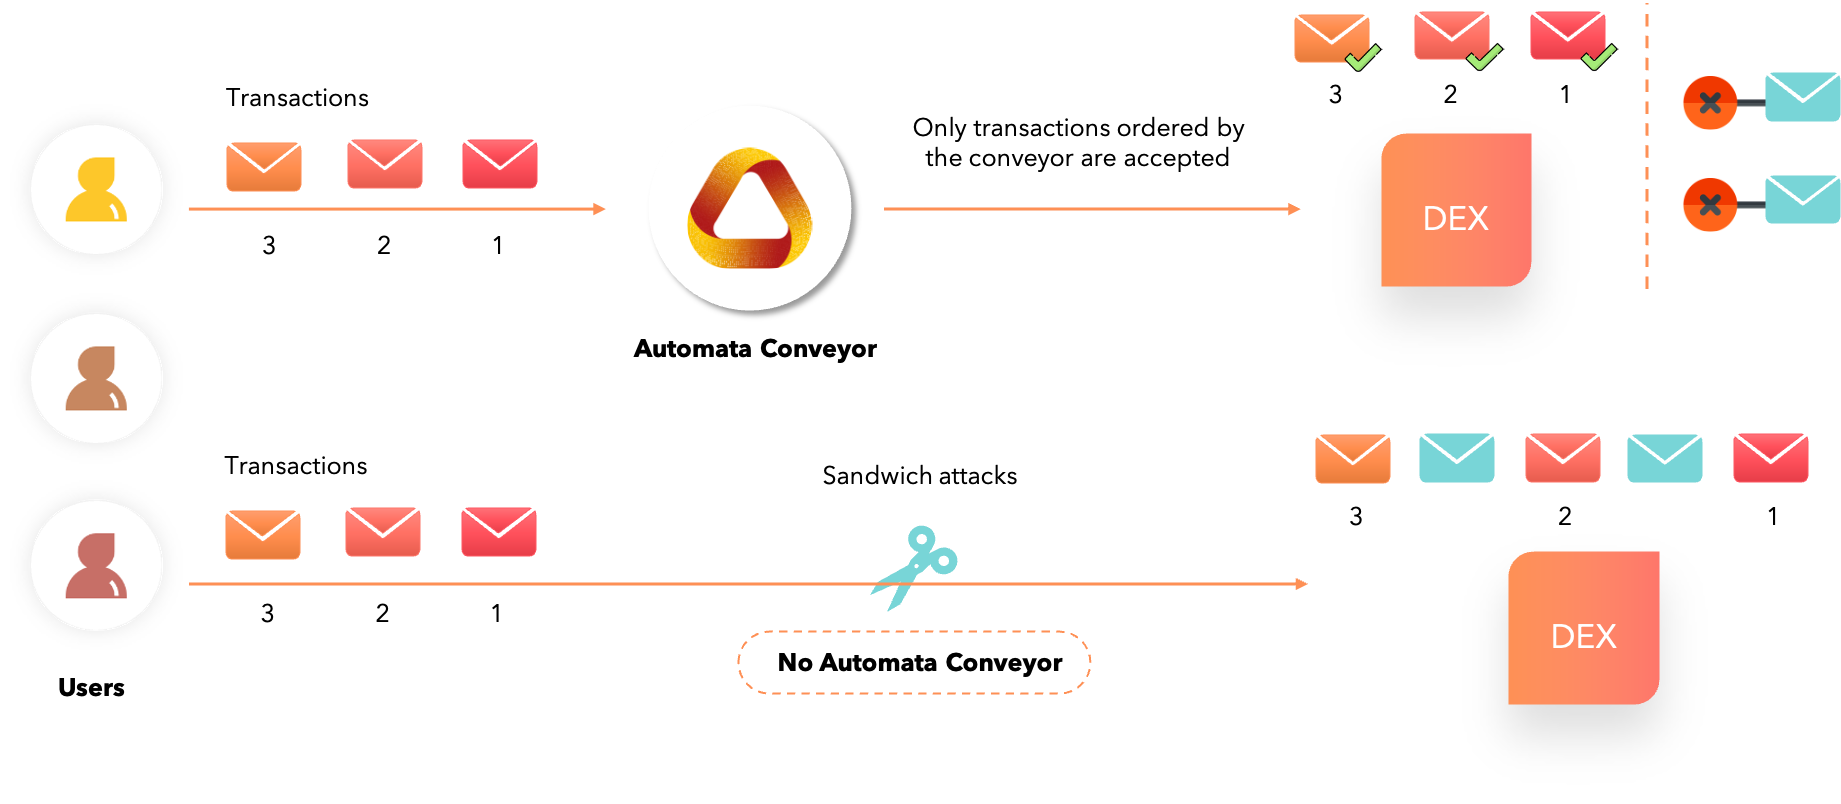 Transactions
3 2 1
Automata Conveyor
Only transactions ordered by
the conveyor are accepted
3 2 1
DEX
Transactions
3 2 1
Users
Sandwich attacks
No Automata Conveyor
3 2 1
DEX